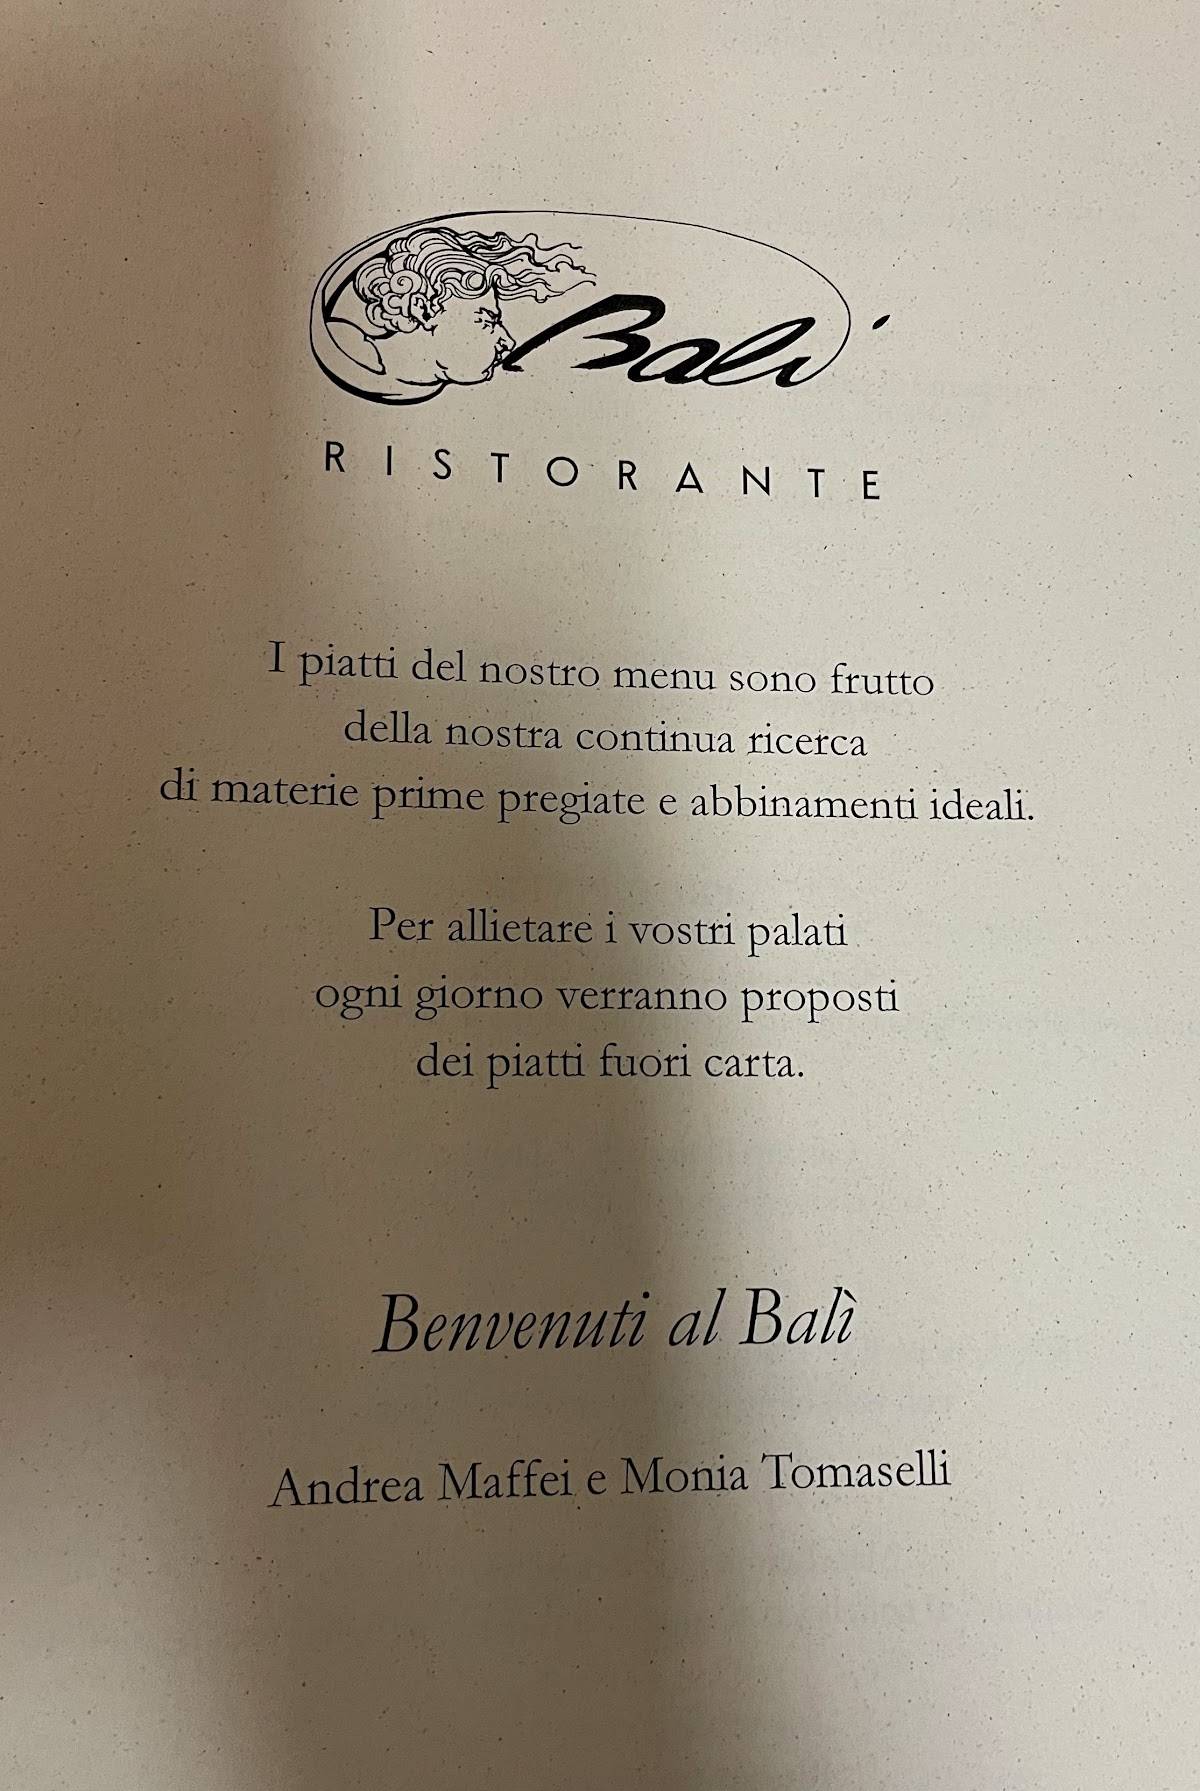 Bali'
RISTORANTE
I piatti del nostro menu sono frutto
della nostra continua ricerca
di materie prime pregiate e abbinamenti ideali.
Per allietare i vostri palati
ogni giorno verranno proposti
dei piatti fuori carta.
Benvenuti al Balì
Andrea Maffei e Monia Tomaselli